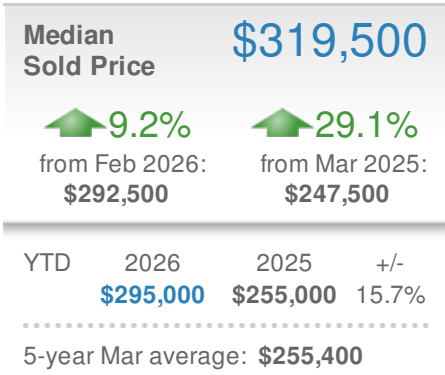 Median $319,500
Sold Price
9.2% 29.1%
from Feb 2026: from Mar 2025:
$292,500 $247,500
YTD 2026 2025 +/-
$295,000 $255,000 15.7%
5-year Mar average: $255,400